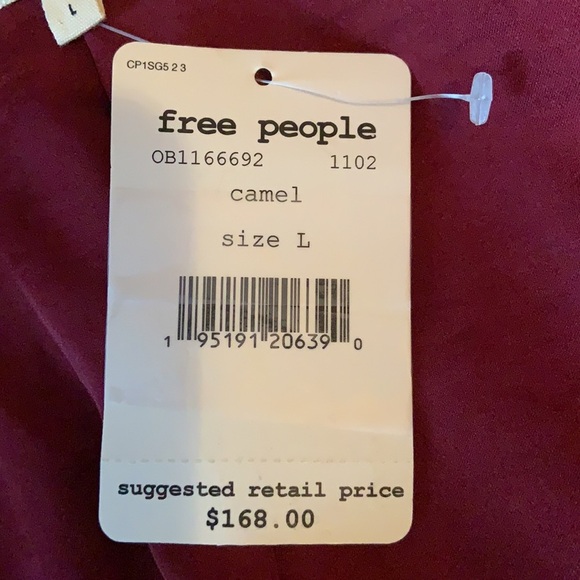 L
CP1SG5 2 3
free people
OB1166692 1102
camel
size L
1 95191 20639 0
suggested retail price
$168.00